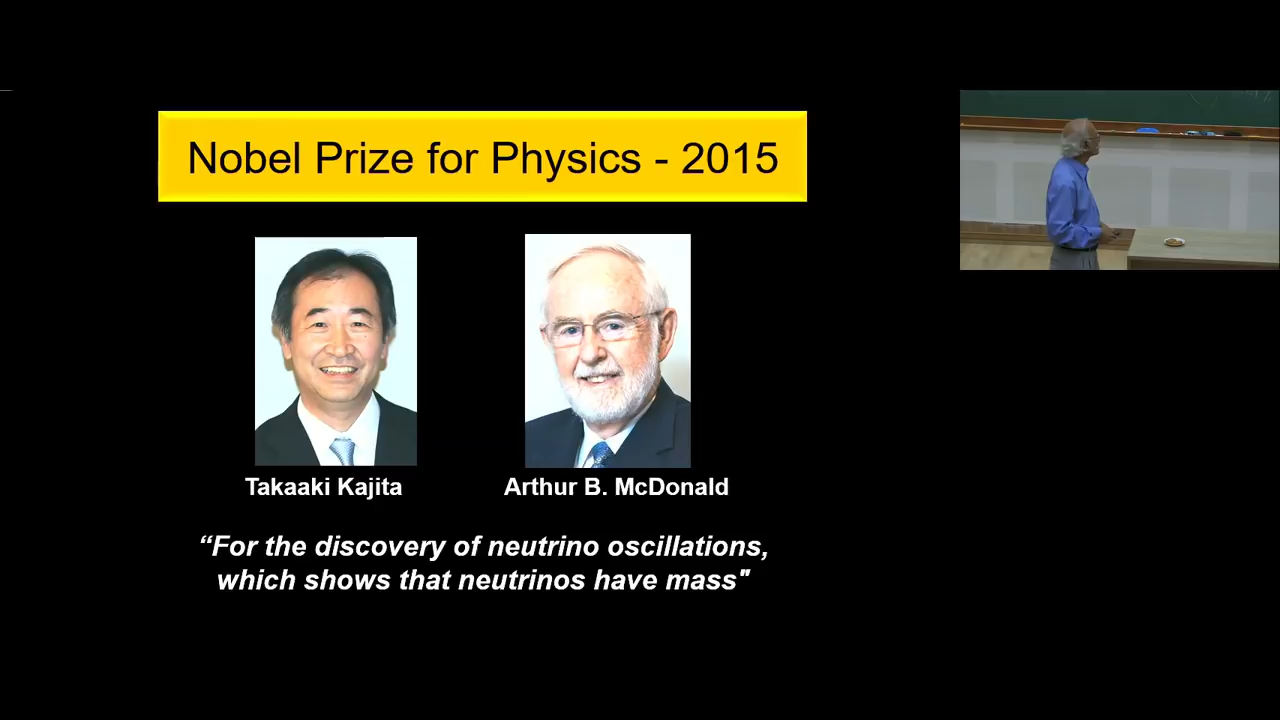 Nobel Prize for Physics - 2015
Takaaki Kajita
Arthur B. McDonald
“For the discovery of neutrino oscillations,
which shows that neutrinos have mass"